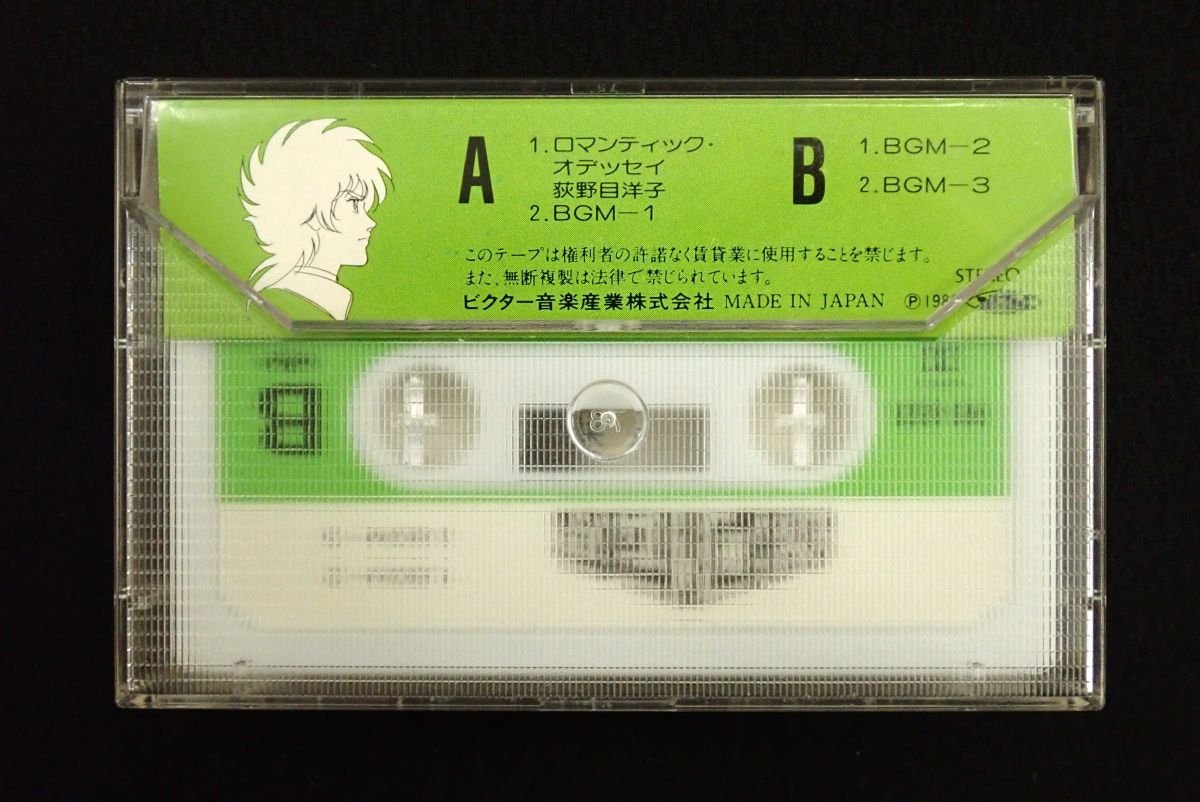 A
1.ロマンティック・
オデッセイ
荻野目洋子
2.BGM—1
B
1.BGM—2
2.BGM—3
このテープは権利者の許諾なく賃貸業に使用することを禁じます。
また、無断複製は法律で禁じられています。
STEREO
ビクター音楽産業株式会社 MADE IN JAPAN
B